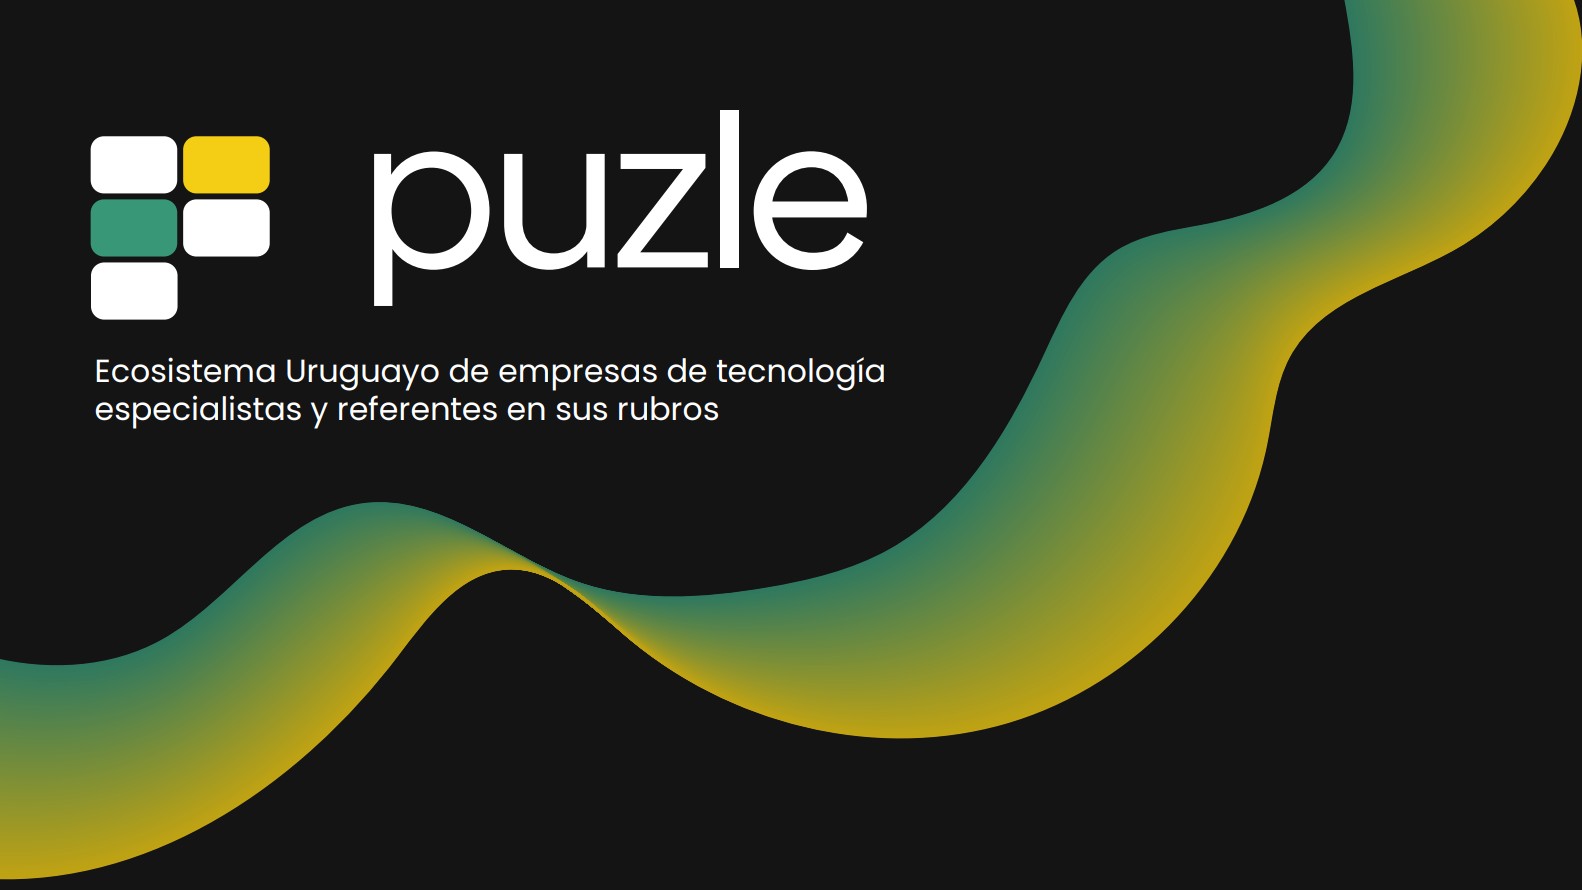 puzle
Ecosistema Uruguayo de empresas de tecnología
especialistas y referentes en sus rubros